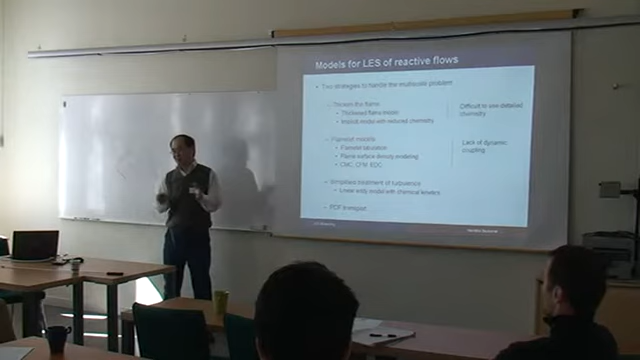 Models for LES of reactive flows
• Two strategies to handle the multiscale problem
– Thicken the flame
• Thickened flame model
• Implicit model with reduced chemistry
Difficult to use detailed
chemistry
– Flamelet models
• Flamelet tabulation
• Flame surface density modeling
• CMC, CFM, EDC
Lack of dynamic
coupling
– Simplified treatment of turbulence
• Linear eddy model with chemical kinetics
– PDF transport